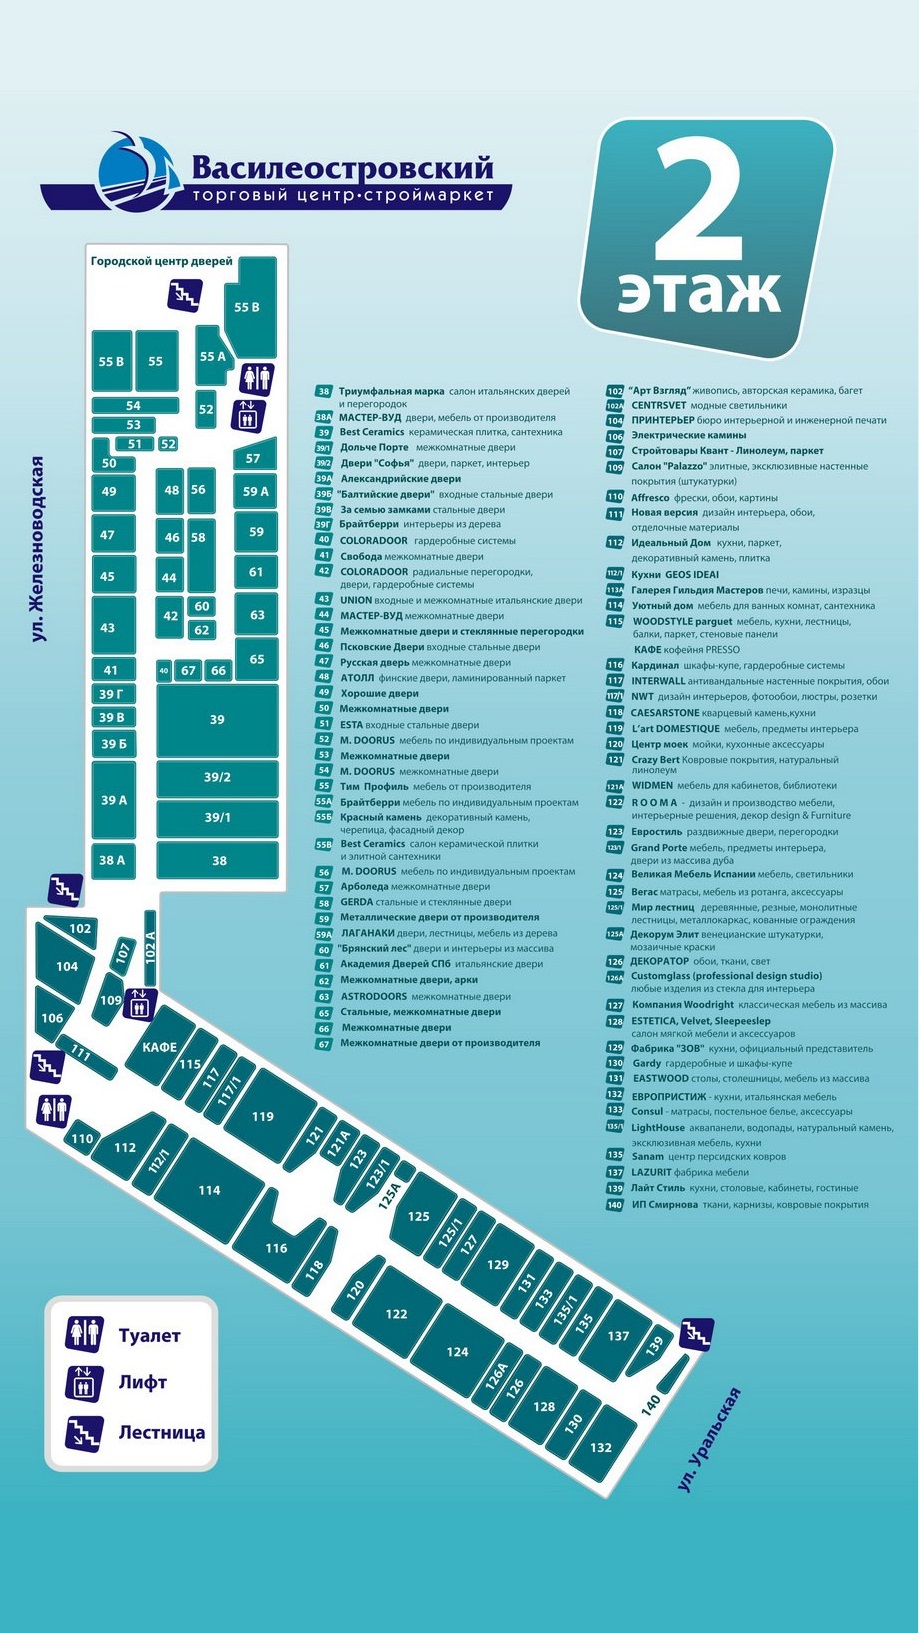 Василеостровский
торговый центр•строймаркет
2
этаж
Городской центр дверей
55 В
55 А
55 В
55
54
52
53
51
52
50
57
49
48
56
59 А
47
46
58
59
45
44
61
43
42
60
62
63
65
41
40
67
66
39 Г
39
39 В
39 Б
39/2
39 А
39/1
38 А
38
ул. Железноводская
102
102 А
107
104
109
106
111
КАФЕ
115
117
117/1
119
110
112
112/1
121
121А
123
123/1
125А
114
125
125/1
127
116
118
129
120
131
133
135/1
135
122
137
139
124
126А
126
140
128
130
132
ул. Уральская
38 Триумфальная марка салон итальянских дверей
и перегородок
38А МАСТЕР-ВУД двери, мебель от производителя
39 Best Ceramics керамическая плитка, сантехника
39/1 Дольче Порте межкомнатные двери
39/2 Двери "Софья" двери, паркет, интерьер
39А Александрийские двери
39Б "Балтийские двери" входные стальные двери
39В За семью замками стальные двери
39Г Брайтберри интерьеры из дерева
40 COLORADOOR гардеробные системы
41 Свобода межкомнатные двери
42 COLORADOOR радиальные перегородки,
двери, гардеробные системы
43 UNION входные и межкомнатные итальянские двери
44 МАСТЕР-ВУД межкомнатные двери
45 Межкомнатные двери и стеклянные перегородки
46 Псковские Двери входные стальные двери
47 Русская дверь межкомнатные двери
48 АТОЛЛ финские двери, ламинированный паркет
49 Хорошие двери
50 Межкомнатные двери
51 ESTA входные стальные двери
52 M. DOORUS мебель по индивидуальным проектам
53 Межкомнатные двери
54 M. DOORUS межкомнатные двери
55 Тим Профиль мебель от производителя
55А Брайтберри мебель по индивидуальным проектам
55Б Красный камень декоративный камень,
черепица, фасадный декор
55В Best Ceramics салон керамической плитки
и элитной сантехники
56 M. DOORUS мебель по индивидуальным проектам
57 Арболеда межкомнатные двери
58 GERDA стальные и стеклянные двери
59 Металлические двери от производителя
59А ЛАГАНАКИ двери, лестницы, мебель из дерева
60 "Брянский лес" двери и интерьеры из массива
61 Академия Дверей СПб итальянские двери
62 Межкомнатные двери, арки
63 ASTRODOORS межкомнатные двери
65 Стальные, межкомнатные двери
66 Межкомнатные двери
67 Межкомнатные двери от производителя
102 "Арт Взгляд" живопись, авторская керамика, багет
102А CENTRSVET модные светильники
104 ПРИНТЕРЬЕР бюро интерьерной и инженерной печати
106 Электрические камины
107 Стройтовары Квант - Линолеум, паркет
109 Салон "Palazzo" элитные, эксклюзивные настенные
покрытия (штукатурки)
110 Affresco фрески, обои, картины
111 Новая версия дизайн интерьера, обои,
отделочные материалы
112 Идеальный Дом кухни, паркет,
декоративный камень, плитка
112/1 Кухни GEOS IDEAI
113А Галерея Гильдия Мастеров печи, камины, изразцы
114 Уютный дом мебель для ванных комнат, сантехника
115 WOODSTYLE parguet мебель, кухни, лестницы,
балки, паркет, стеновые панели
КАФЕ кофейня PRESSO
116 Кардинал шкафы-купе, гардеробные системы
117 INTERWALL антивандальные настенные покрытия, обои
117/1 NWT дизайн интерьеров, фотообои, люстры, розетки
118 CAESARSTONE кварцевый камень,кухни
119 L'art DOMESTIQUE мебель, предметы интерьера
120 Центр моек мойки, кухонные аксессуары
121 Crazy Bert Ковровые покрытия, натуральный
линолеум
121А WIDMEN мебель для кабинетов, библиотеки
122 R O O M A - дизайн и производство мебели,
интерьерные решения, декор design & Furniture
123 Евростиль раздвижные двери, перегородки
123/1 Grand Porte мебель, предметы интерьера,
двери из массива дуба
124 Великая Мебель Испании мебель, светильники
125 Вегас матрасы, мебель из ротанга, аксессуары
125/1 Мир лестниц деревянные, резные, монолитные
лестницы, металлокаркас, кованные ограждения
125А Декорум Элит венецианские штукатурки,
мозаичные краски
126 ДЕКОРАТОР обои, ткани, свет
126А Customglass (professional design studio)
любые изделия из стекла для интерьера
127 Компания Woodright классическая мебель из массива
128 ESTETICA, Velvet, Sleepeeslep
салон мягкой мебели и аксессуаров
129 Фабрика "ЗОВ" кухни, официальный представитель
130 Gardy гардеробные и шкафы-купе
131 EASTWOOD столы, столешницы, мебель из массива
132 ЕВРОПРИСТИЖ - кухни, итальянская мебель
133 Consul - матрасы, постельное белье, аксессуары
135/1 LightHouse аквапанели, водопады, натуральный камень,
эксклюзивная мебель, кухни
135 Sanam центр персидских ковров
137 LAZURIT фабрика мебели
139 Лайт Стиль кухни, столовые, кабинеты, гостиные
140 ИП Смирнова ткани, карнизы, ковровые покрытия
Туалет
Лифт
Лестница